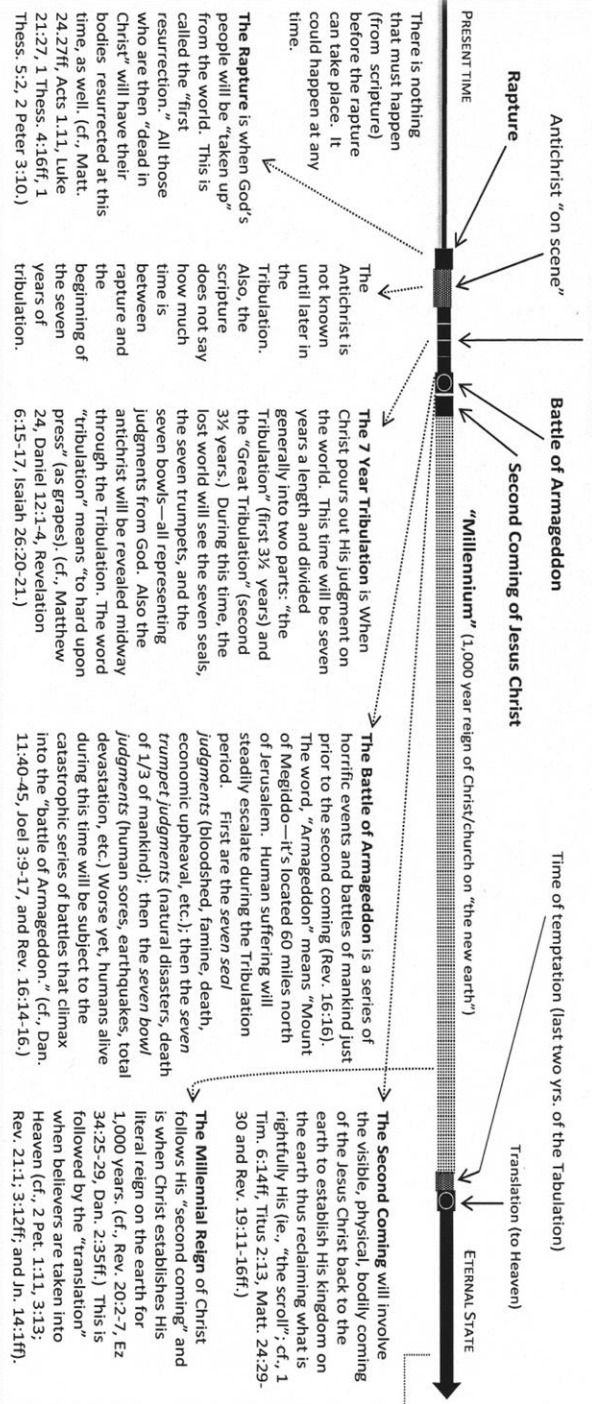 Antichrist "on scene"
Rapture
PRESENT TIME
Battle of Armageddon
Second Coming of Jesus Christ
"Millennium" (1,000 year reign of Christ/church on "the new earth")
Time of temptation (last two yrs. of the Tabulation)
Translation (to Heaven)
ETERNAL STATE
There is nothing
that must happen
(from scripture)
before the rapture
can take place. It
could happen at any
time.
The Rapture is when God's
people will be "taken up"
from the world. This is
called the "first
resurrection." All those
who are then "dead in
Christ" will have their
bodies resurrected at this
time, as well. (cf., Matt.
24.27ff, Acts 1.11, Luke
21:27, 1 Thess. 4:16ff, 1
Thess. 5:2, 2 Peter 3:10.)
The
Antichrist is
not known
until later in
the
Tribulation.
Also, the
scripture
does not say
how much
time is
between
rapture and
the
beginning of
the seven
years of
tribulation.
The 7 Year Tribulation is When
Christ pours out His judgment on
the world. This time will be seven
years a length and divided
generally into two parts: "the
Tribulation" (first 3½ years) and
the "Great Tribulation" (second
3½ years.) During this time, the
lost world will see the seven seals,
the seven trumpets, and the
seven bowls—all representing
judgments from God. Also the
antichrist will be revealed midway
through the Tribulation. The word
"tribulation" means "to hard upon
press" (as grapes). (cf., Matthew
24, Daniel 12:1-4, Revelation
6:15-17, Isaiah 26:20-21.)
The Battle of Armageddon is a series of
horrific events and battles of mankind just
prior to the second coming (Rev. 16:16).
The word, "Armageddon" means "Mount
of Megiddo—it's located 60 miles north
of Jerusalem. Human suffering will
steadily escalate during the Tribulation
period. First are the seven seal
judgments (bloodshed, famine, death,
economic upheaval, etc.); then the seven
trumpet judgments (natural disasters, death
of 1/3 of mankind); then the seven bowl
judgments (human sores, earthquakes, total
devastation, etc.) Worse yet, humans alive
during this time will be subject to the
catastrophic series of battles that climax
into the "battle of Armageddon." (cf., Dan.
11:40-45, Joel 3:9-17, and Rev. 16:14-16.)
The Second Coming will involve
the visible, physical, bodily coming
of the Jesus Christ back to the
earth to establish His kingdom on
the earth thus reclaiming what is
rightfully His (ie., "the scroll"; cf., 1
Tim. 6:14ff, Titus 2:13, Matt. 24:29-
30 and Rev. 19:11-16ff.)
The Millennial Reign of Christ
follows His "second coming" and
is when Christ establishes His
literal reign on the earth for
1,000 years. (cf., Rev. 20:2-7, Ez
34:25-29, Dan. 2:35ff.) This is
followed by the "translation"
when believers are taken into
Heaven (cf., 2 Pet. 1:11, 3:13;
Rev. 21:1; 3:12ff; and Jn. 14:1ff).